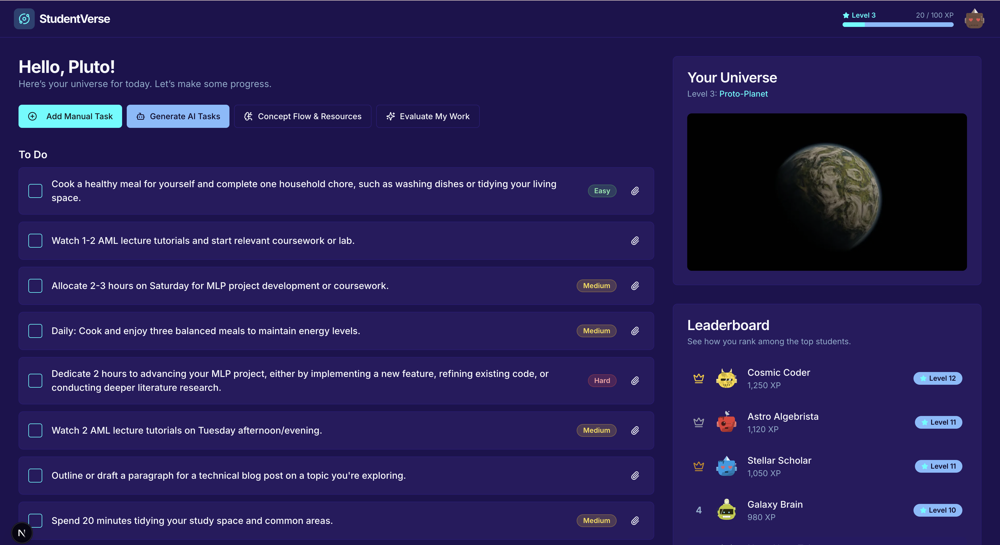 StudentVerse
Level 3
20 / 100 XP
Hello, Pluto!
Here’s your universe for today. Let’s make some progress.
Add Manual Task
Generate AI Tasks
Concept Flow & Resources
Evaluate My Work
To Do
Cook a healthy meal for yourself and complete one household chore, such as washing dishes or tidying your living
space.
Easy
Watch 1-2 AML lecture tutorials and start relevant coursework or lab.
Allocate 2-3 hours on Saturday for MLP project development or coursework.
Medium
Daily: Cook and enjoy three balanced meals to maintain energy levels.
Medium
Dedicate 2 hours to advancing your MLP project, either by implementing a new feature, refining existing code, or
conducting deeper literature research.
Hard
Watch 2 AML lecture tutorials on Tuesday afternoon/evening.
Medium
Outline or draft a paragraph for a technical blog post on a topic you're exploring.
Spend 20 minutes tidying your study space and common areas.
Medium
N
Your Universe
Level 3: Proto-Planet
Leaderboard
See how you rank among the top students.
Cosmic Coder
1,250 XP
Level 12
Astro Algebrista
1,120 XP
Level 11
Stellar Scholar
1,050 XP
Level 11
4
Galaxy Brain
980 XP
Level 10